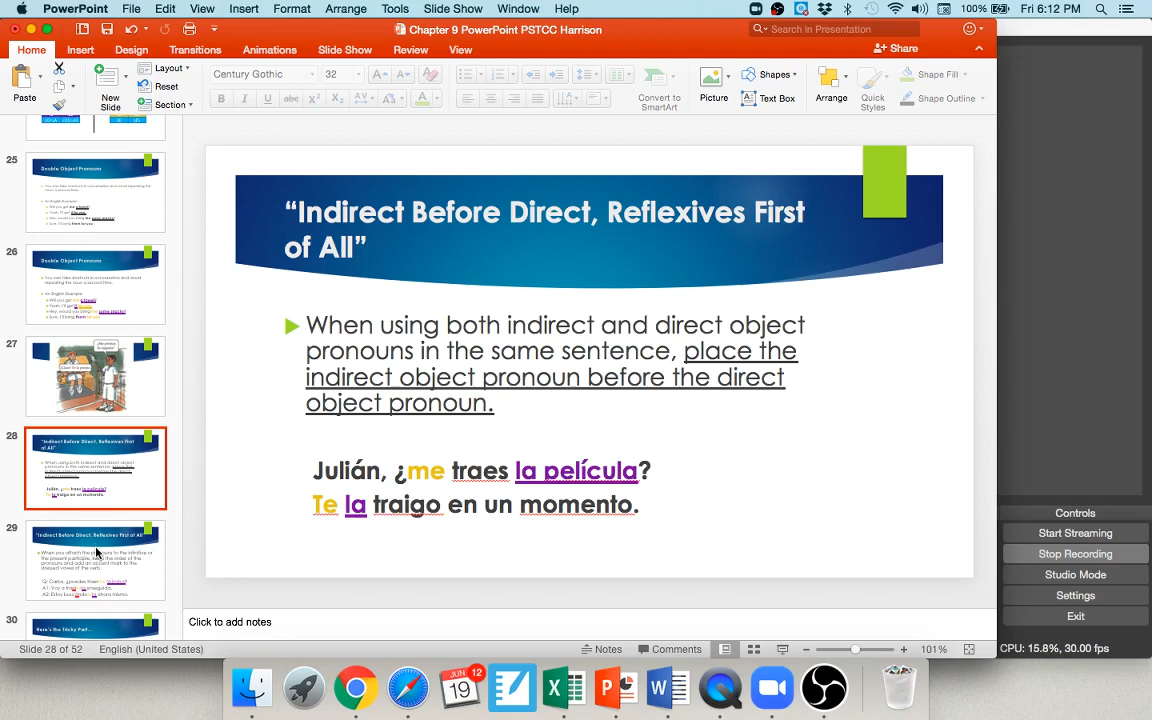 PowerPoint File Edit View Insert Format Arrange Tools Slide Show Window Help 100% Fri 6:12 PM
Chapter 9 PowerPoint PSTCC Harrison
Search in Presentation
Home Insert Design Transitions Animations Slide Show Review View
Share
Paste
New Slide
Layout
Reset
Section
Century Gothic 32
Convert to SmartArt
Picture
Shapes
Text Box
Arrange
Quick Styles
Shape Fill
Shape Outline
25
Double Object Pronouns
26
Double Object Pronouns
27
28
"Indirect Before Direct, Reflexives First of All"
29
"Indirect Before Direct, Reflexives First of All"
30
Here's the Tricky Part...
“Indirect Before Direct, Reflexives First
of All”
When using both indirect and direct object
pronouns in the same sentence, place the
indirect object pronoun before the direct
object pronoun.
Julián, ¿me traes la película?
Te la traigo en un momento.
Click to add notes
Slide 28 of 52 English (United States) Notes Comments 101%
Controls
Start Streaming
Stop Recording
Studio Mode
Settings
Exit
CPU: 15.8%, 30.00 fps
JUN 19
12